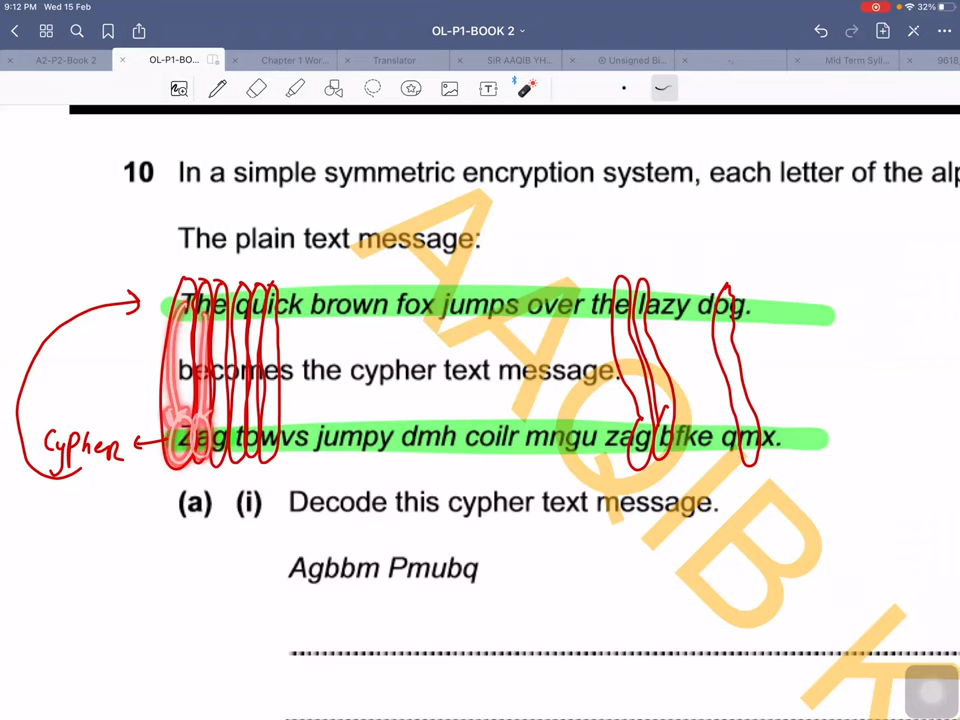 9:12 PM Wed 15 Feb
32%
OL-P1-BOOK 2
A2-P2-Book 2
OL-P1-BO...
Chapter 1 Wor...
Translator
SiR AAQIB YH...
Unsigned Bi...
Mid Term Syll...
9618
10 In a simple symmetric encryption system, each letter of the alp
The plain text message:
The quick brown fox jumps over the lazy dog.
becomes the cypher text message.
Cypher
Zag towvs jumpy dmh coilr mngu zag bfke qmx.
(a) (i) Decode this cypher text message.
Agbbm Pmubq
AAQIB K